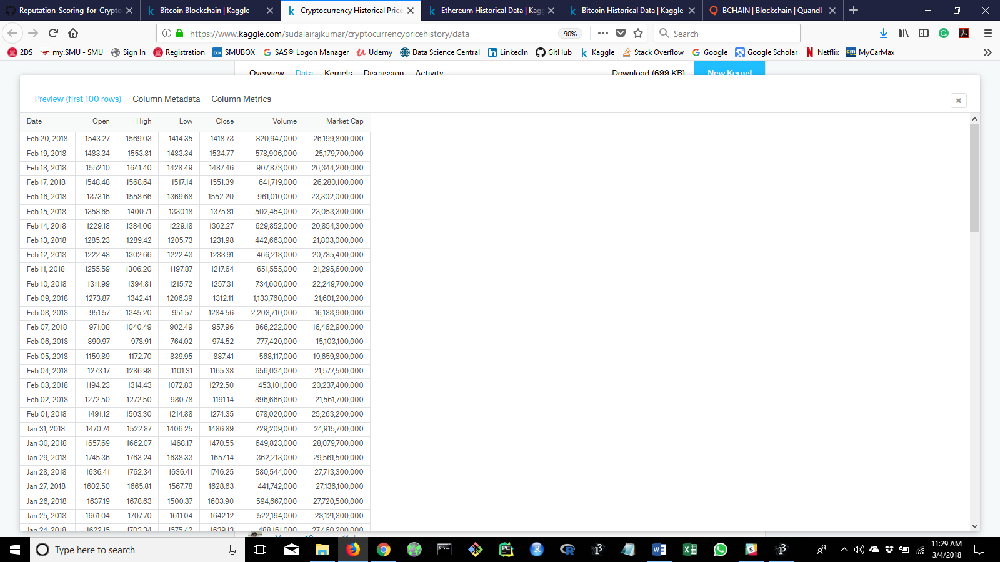 Reputation-Scoring-for-Crypto
Bitcoin Blockchain | Kaggle
Cryptocurrency Historical Price
Ethereum Historical Data | Kagg
Bitcoin Historical Data | Kaggle
BCHAIN | Blockchain | Quandl
https://www.kaggle.com/sudalairajkumar/cryptocurrencypricehistory/data
90%
Search
2DS my.SMU - SMU Sign In Registration SMUBOX SAS® Logon Manager Udemy Data Science Central LinkedIn GitHub Kaggle Stack Overflow Google Google Scholar Netflix MyCarMax
Overview Data Kernels Discussion Activity Download (699 KB) New Kernel
Preview (first 100 rows) Column Metadata Column Metrics
Date Open High Low Close Volume Market Cap
Feb 20, 2018 1543.27 1569.03 1414.35 1418.73 820,947,000 26,199,800,000
Feb 19, 2018 1483.34 1553.81 1483.34 1534.77 578,906,000 25,179,700,000
Feb 18, 2018 1552.10 1641.40 1428.49 1487.46 907,873,000 26,344,200,000
Feb 17, 2018 1548.48 1568.64 1517.14 1551.39 641,719,000 26,280,100,000
Feb 16, 2018 1373.16 1558.66 1369.68 1552.20 961,010,000 23,302,000,000
Feb 15, 2018 1358.65 1400.71 1330.18 1375.81 502,454,000 23,053,300,000
Feb 14, 2018 1229.18 1384.06 1229.18 1362.27 629,852,000 20,854,300,000
Feb 13, 2018 1285.23 1289.42 1205.73 1231.98 442,663,000 21,803,000,000
Feb 12, 2018 1222.43 1302.66 1222.43 1283.91 466,213,000 20,735,400,000
Feb 11, 2018 1255.59 1306.20 1197.87 1217.64 651,555,000 21,295,600,000
Feb 10, 2018 1311.99 1394.81 1215.72 1257.31 734,606,000 22,249,700,000
Feb 09, 2018 1273.87 1342.41 1206.39 1312.11 1,133,760,000 21,601,200,000
Feb 08, 2018 951.57 1345.20 951.57 1284.56 2,203,710,000 16,133,900,000
Feb 07, 2018 971.08 1040.49 902.49 957.96 866,222,000 16,462,900,000
Feb 06, 2018 890.97 978.91 764.02 974.52 777,420,000 15,103,100,000
Feb 05, 2018 1159.89 1172.70 839.95 887.41 568,117,000 19,659,800,000
Feb 04, 2018 1273.17 1286.98 1101.31 1165.38 656,034,000 21,577,500,000
Feb 03, 2018 1194.23 1314.43 1072.83 1272.50 453,101,000 20,237,400,000
Feb 02, 2018 1272.50 1272.50 980.78 1191.14 896,666,000 21,561,700,000
Feb 01, 2018 1491.12 1503.30 1214.88 1274.35 678,020,000 25,263,200,000
Jan 31, 2018 1470.74 1522.87 1406.25 1486.89 729,209,000 24,915,700,000
Jan 30, 2018 1657.69 1662.07 1468.17 1470.55 649,823,000 28,079,700,000
Jan 29, 2018 1745.36 1763.24 1638.33 1657.14 362,213,000 29,561,500,000
Jan 28, 2018 1636.41 1762.34 1636.41 1746.25 580,544,000 27,713,300,000
Jan 27, 2018 1602.50 1665.81 1567.78 1628.63 441,742,000 27,136,100,000
Jan 26, 2018 1637.19 1678.63 1500.37 1603.90 594,667,000 27,720,500,000
Jan 25, 2018 1661.04 1707.70 1611.04 1642.12 522,194,000 28,121,300,000
Jan 24, 2018 1622.15 1703.34 1575.42 1639.13 488,161,000 27,460,200,000
Type here to search
11:29 AM
3/4/2018